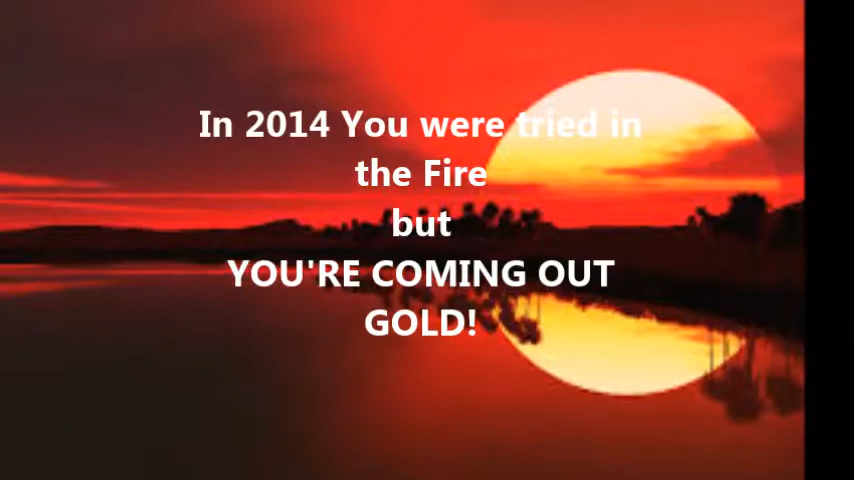 In 2014 You were tried in
the Fire
but
YOU'RE COMING OUT
GOLD!